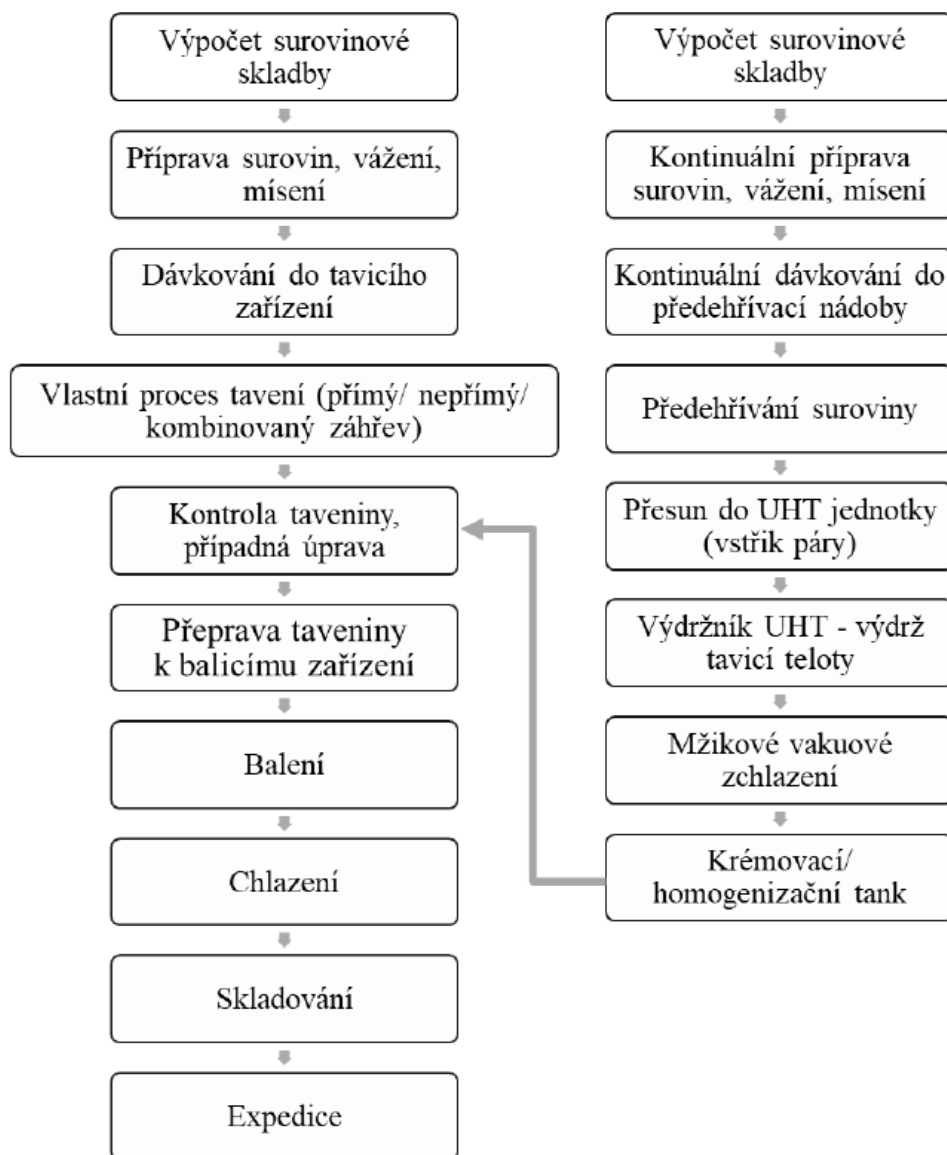 Výpočet surovinové
skladby
Příprava surovin, vážení,
mísení
Dávkování do tavicího
zařízení
Vlastní proces tavení (přímý/ nepřímý/
kombinovaný záhřev)
Kontrola taveniny,
případná úprava
Přeprava taveniny
k balicímu zařízení
Balení
Chlazení
Skladování
Expedice
Výpočet surovinové
skladby
Kontinuální příprava
surovin, vážení, mísení
Kontinuální dávkování do
předehřívací nádoby
Předehřívání suroviny
Přesun do UHT jednotky
(vstřik páry)
Výdržník UHT - výdrž
tavicí teloty
Mžikové vakuové
zchlazení
Krémovací/
homogenizační tank